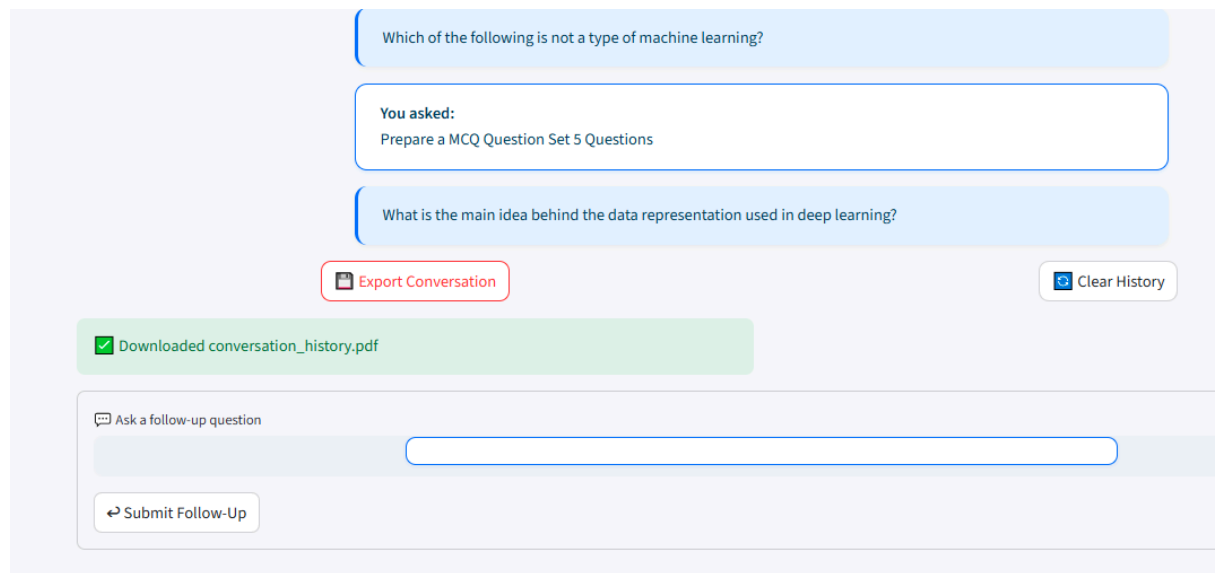 Which of the following is not a type of machine learning?
You asked:
Prepare a MCQ Question Set 5 Questions
What is the main idea behind the data representation used in deep learning?
Export Conversation
Clear History
Downloaded conversation_history.pdf
Ask a follow-up question
Submit Follow-Up